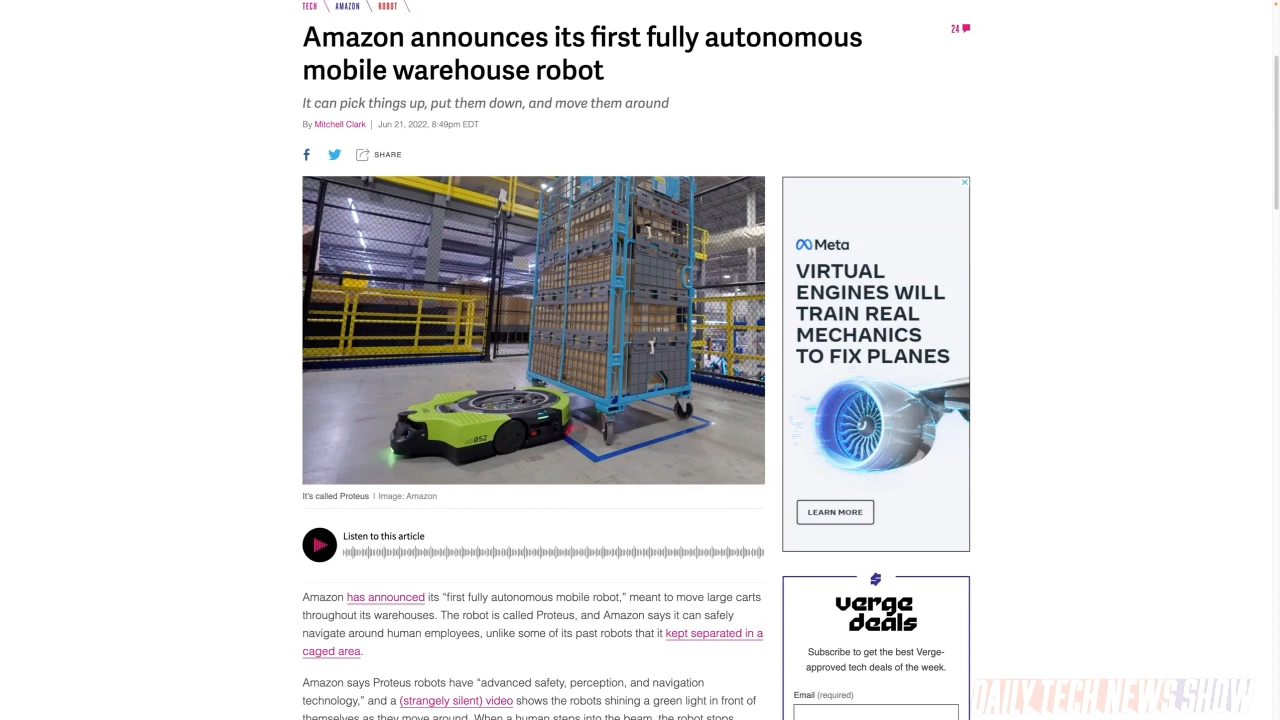 TECH AMAZON ROBOT
Amazon announces its first fully autonomous
mobile warehouse robot
24
It can pick things up, put them down, and move them around
By Mitchell Clark | Jun 21, 2022, 8:49pm EDT
SHARE
052
It's called Proteus | Image: Amazon
Listen to this article
Amazon has announced its “first fully autonomous mobile robot,” meant to move large carts
throughout its warehouses. The robot is called Proteus, and Amazon says it can safely
navigate around human employees, unlike some of its past robots that it kept separated in a
caged area.
Amazon says Proteus robots have “advanced safety, perception, and navigation
technology,” and a (strangely silent) video shows the robots shining a green light in front of
themselves as they move around. When a human steps into the beam, the robot stops
Meta
VIRTUAL
ENGINES WILL
TRAIN REAL
MECHANICS
TO FIX PLANES
LEARN MORE
verge
deals
Subscribe to get the best Verge-
approved tech deals of the week.
Email (required)
DAILY TECH NEWS SHOW